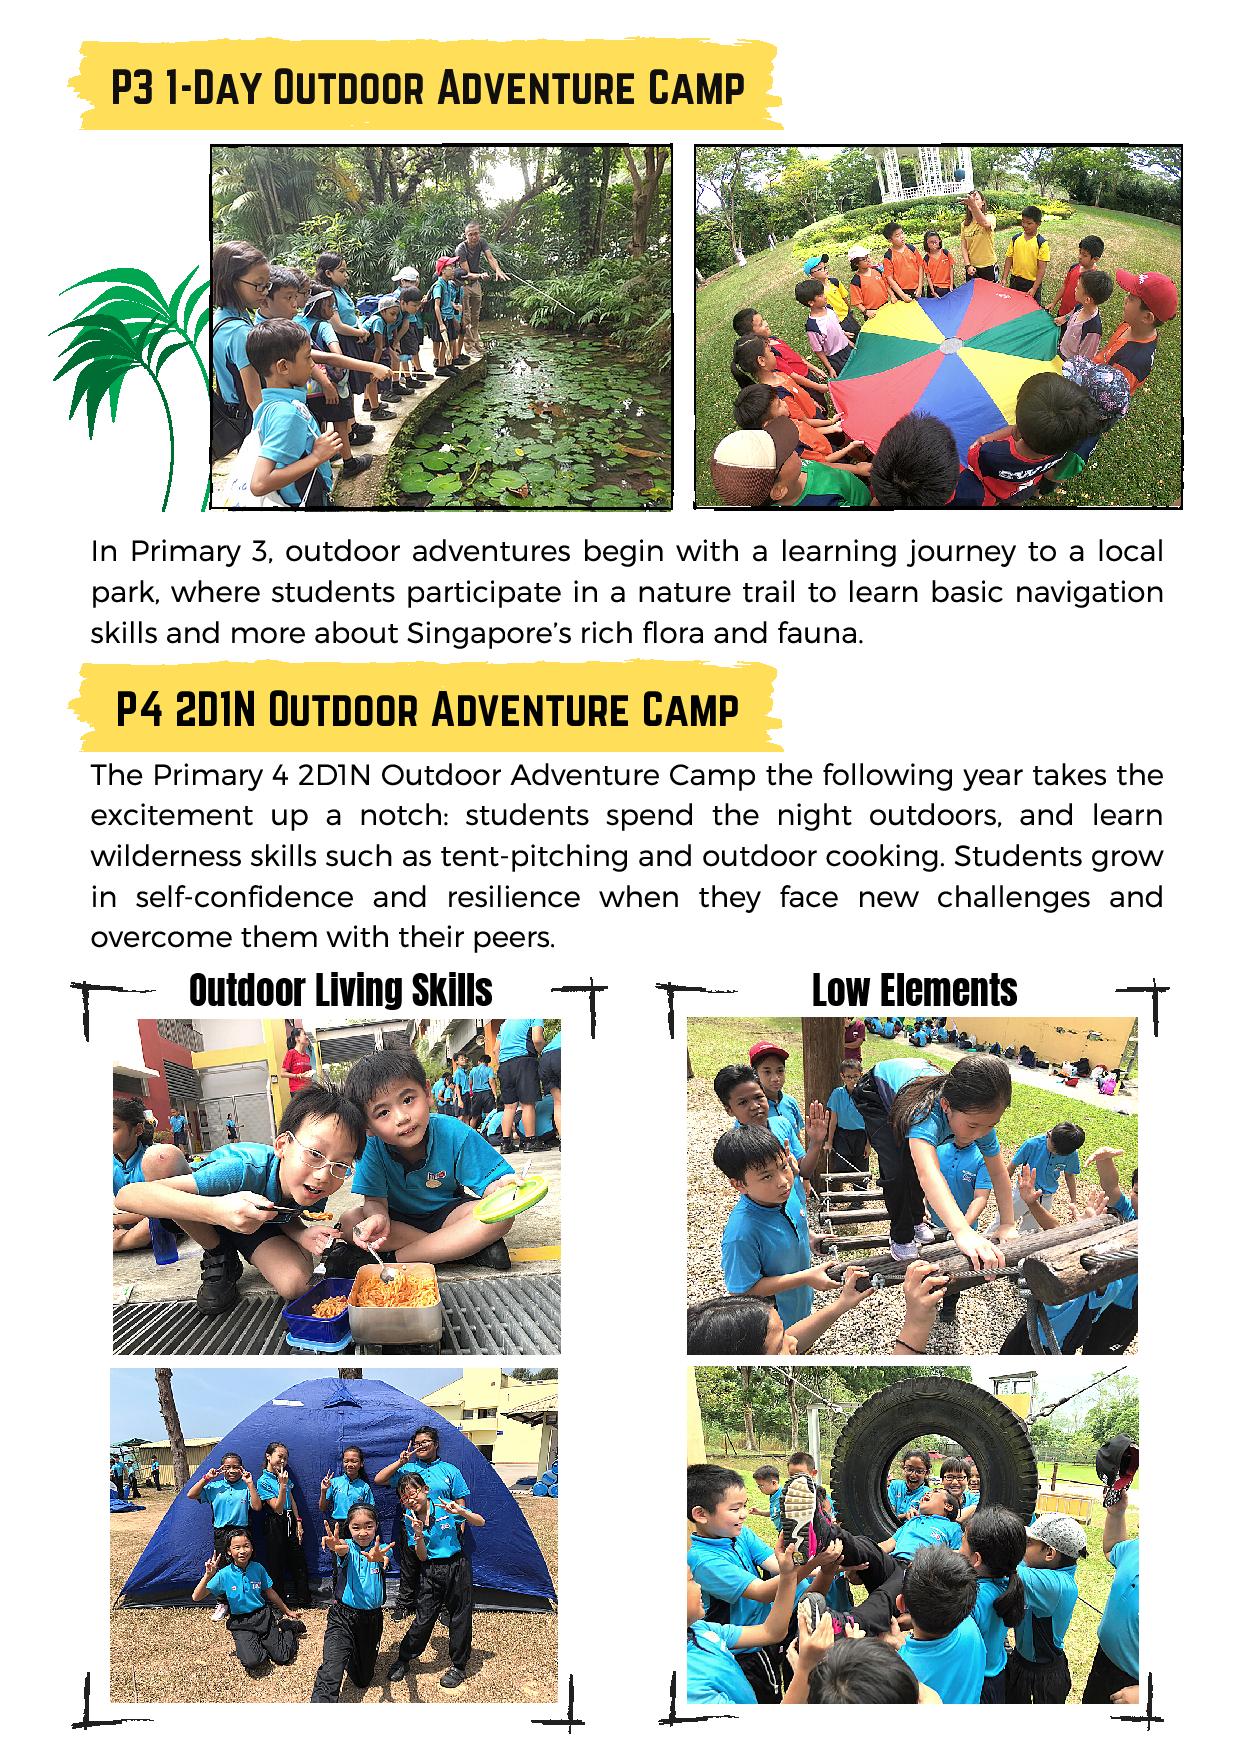 P3 1-Day Outdoor Adventure Camp
In Primary 3, outdoor adventures begin with a learning journey to a local
park, where students participate in a nature trail to learn basic navigation
skills and more about Singapore's rich flora and fauna.
P4 2D1N Outdoor Adventure Camp
The Primary 4 2D1N Outdoor Adventure Camp the following year takes the
excitement up a notch: students spend the night outdoors, and learn
wilderness skills such as tent-pitching and outdoor cooking. Students grow
in self-confidence and resilience when they face new challenges and
overcome them with their peers.
Outdoor Living Skills
Low Elements